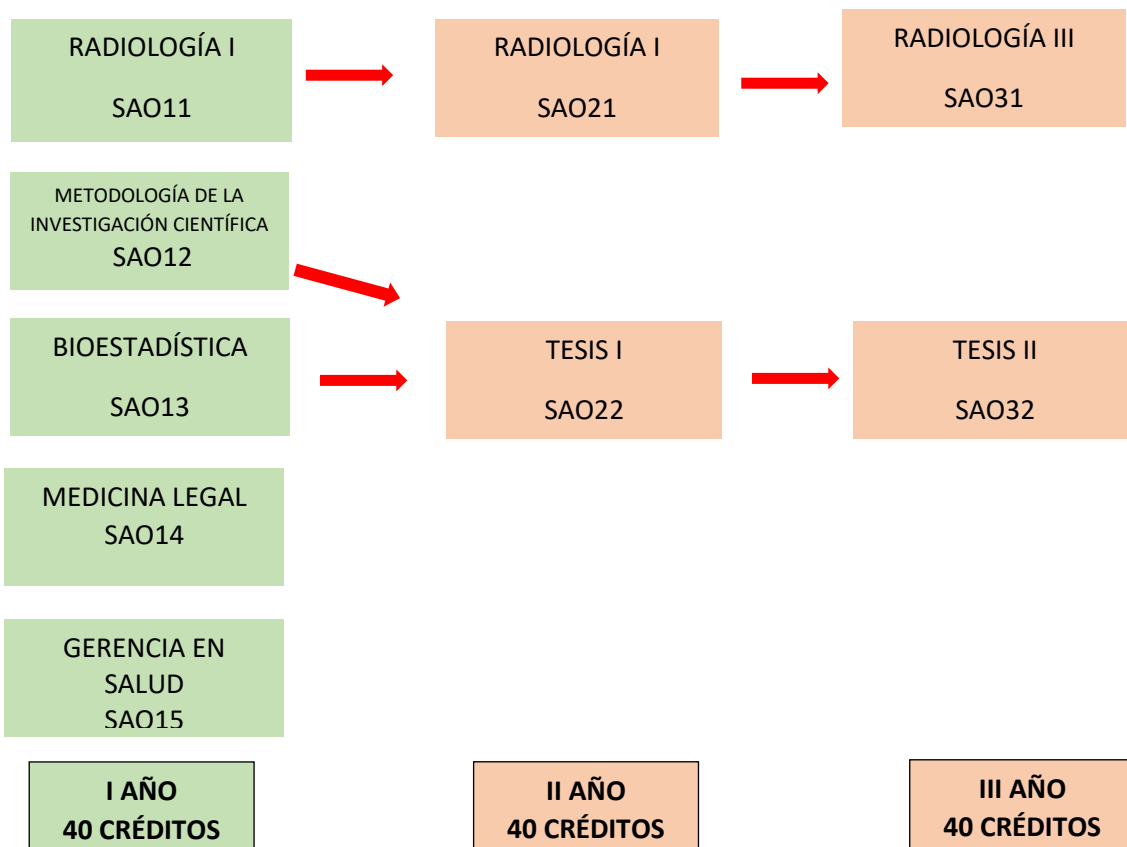 RADIOLOGÍA I
SAO11
RADIOLOGÍA I
SAO21
RADIOLOGÍA III
SAO31
METODOLOGÍA DE LA
INVESTIGACIÓN CIENTÍFICA
SAO12
BIOESTADÍSTICA
SAO13
TESIS I
SAO22
TESIS II
SAO32
MEDICINA LEGAL
SAO14
GERENCIA EN
SALUD
SAO15
I AÑO
40 CRÉDITOS
II AÑO
40 CRÉDITOS
III AÑO
40 CRÉDITOS